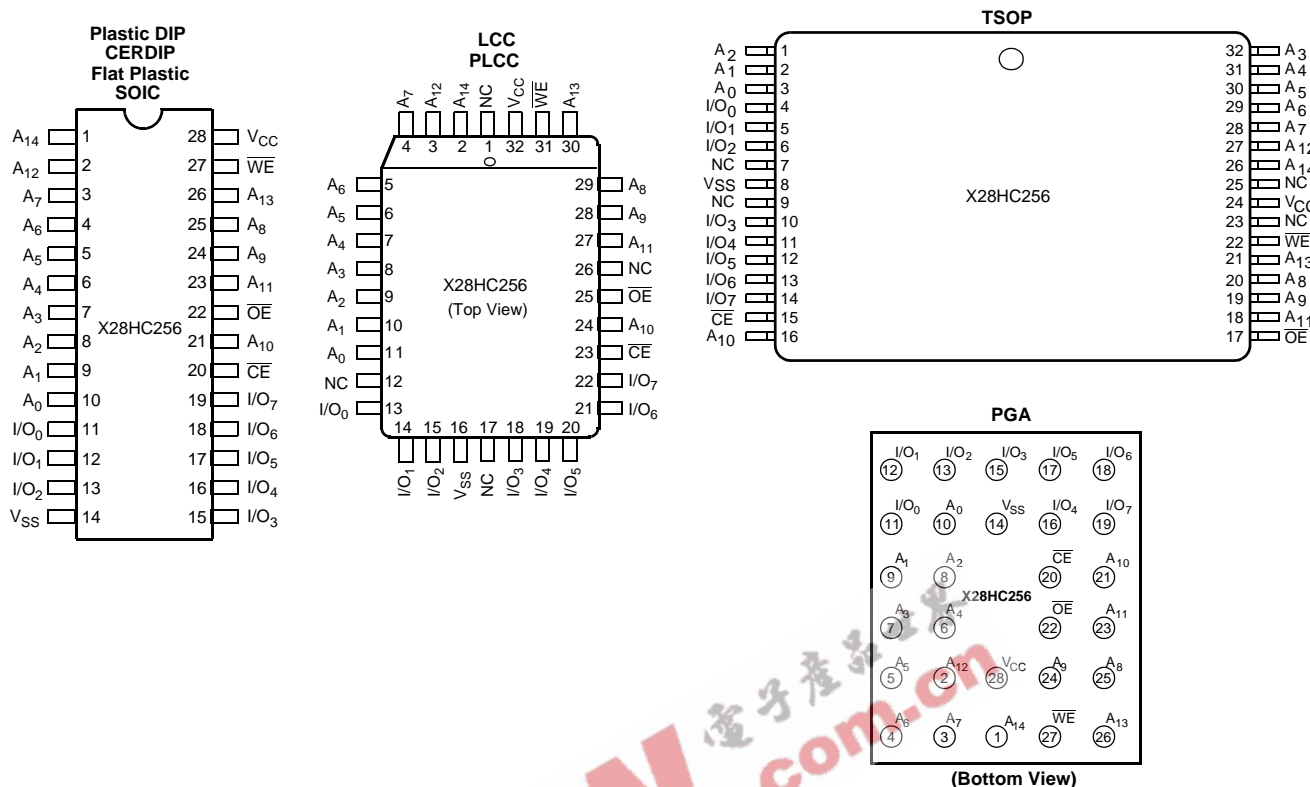 Plastic DIP
CERDIP
Flat Plastic
SOIC
A14 1 28 VCC
A12 2 27 WE
A7 3 26 A13
A6 4 25 A8
A5 5 24 A9
A4 6 23 A11
A3 7 22 OE
X28HC256
A2 8 21 A10
A1 9 20 CE
A0 10 19 I/O7
I/O0 11 18 I/O6
I/O1 12 17 I/O5
I/O2 13 16 I/O4
VSS 14 15 I/O3
LCC
PLCC
A7 A12 A14 NC VCC WE A13
4 3 2 1 32 31 30
A6 5 29 A8
A5 6 28 A9
A4 7 27 A11
A3 8 26 NC
X28HC256
A2 9 25 OE
(Top View)
A1 10 24 A10
A0 11 23 CE
NC 12 22 I/O7
I/O0 13 21 I/O6
14 15 16 17 18 19 20
I/O1 I/O2 VSS NC I/O3 I/O4 I/O5
TSOP
A2 1 32 A3
A1 2 31 A4
A0 3 30 A5
I/O0 4 29 A6
I/O1 5 28 A7
I/O2 6 27 A12
NC 7 26 A14
VSS 8 25 NC
X28HC256
NC 9 24 VCC
I/O3 10 23 NC
I/O4 11 22 WE
I/O5 12 21 A13
I/O6 13 20 A8
I/O7 14 19 A9
CE 15 18 A11
A10 16 17 OE
PGA
I/O1 I/O2 I/O3 I/O5 I/O6
12 13 15 17 18
I/O0 A0 VSS I/O4 I/O7
11 10 14 16 19
A1 A2 CE A10
9 8 20 21
X28HC256
A3 A4 OE A11
7 6 22 23
A5 A12 VCC A9 A8
5 2 28 24 25
A6 A7 A14 WE A13
4 3 1 27 26
(Bottom View)
電子產品世界
.com.cn